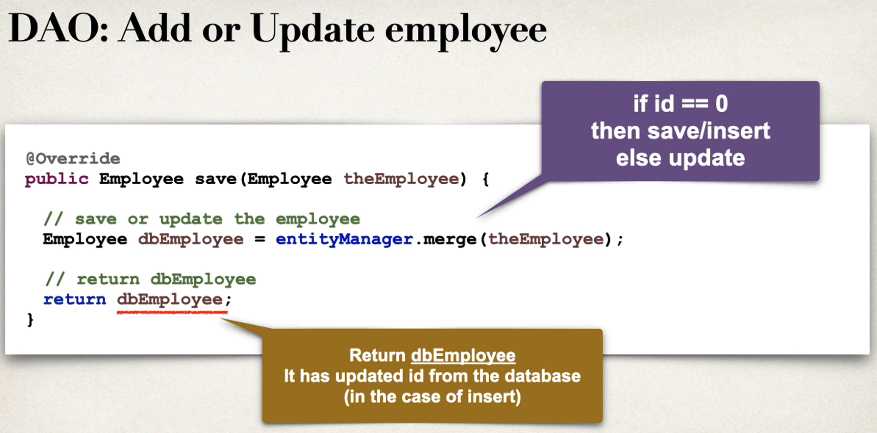 DAO: Add or Update employee
if id == 0
then save/insert
else update
@Override
public Employee save(Employee theEmployee) {
// save or update the employee
Employee dbEmployee = entityManager.merge(theEmployee);
// return dbEmployee
return dbEmployee;
}
Return dbEmployee
It has updated id from the database
(in the case of insert)